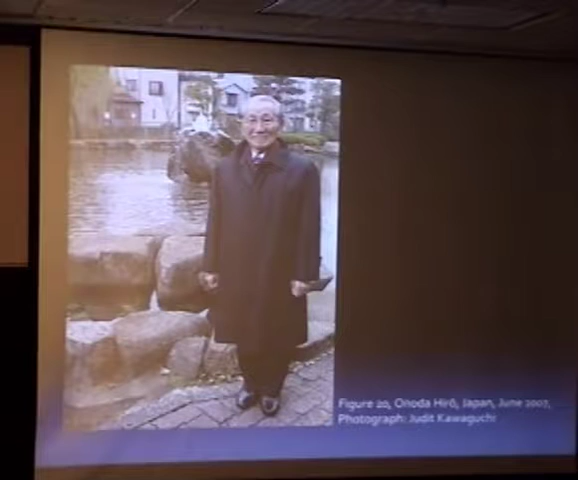 Figure 20, Onoda Hirō, Japan, June 2007,
Photograph: Judit Kawaguchi